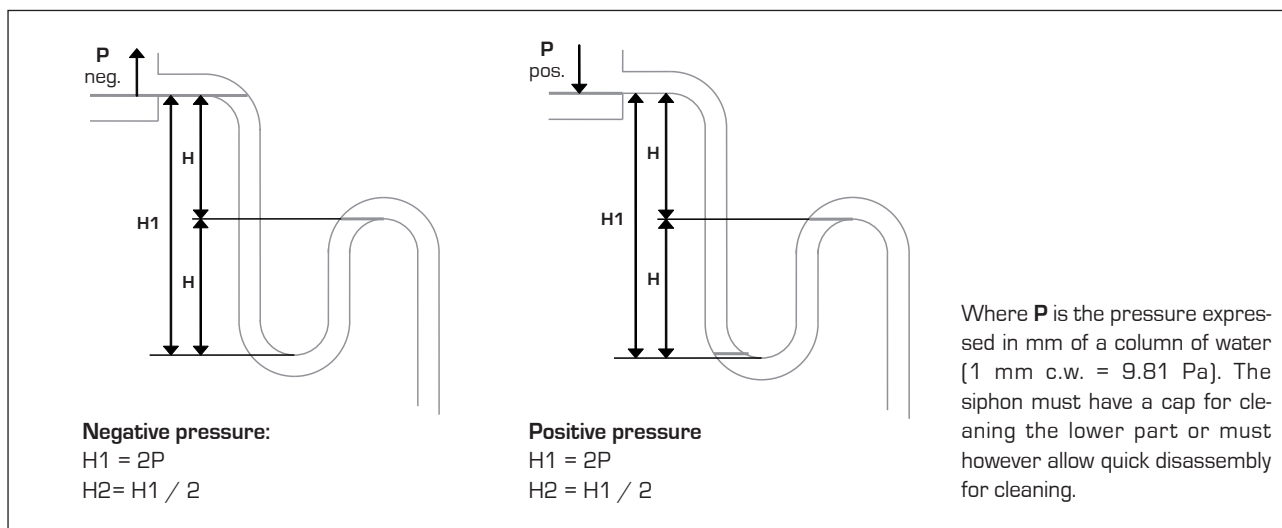 P
neg.
H
H1
H
Negative pressure:
H1 = 2P
H2= H1 / 2
P
pos.
H
H1
H
Positive pressure
H1 = 2P
H2 = H1 / 2
Where P is the pressure expres-
sed in mm of a column of water
(1 mm c.w. = 9.81 Pa). The
siphon must have a cap for cle-
aning the lower part or must
however allow quick disassembly
for cleaning.